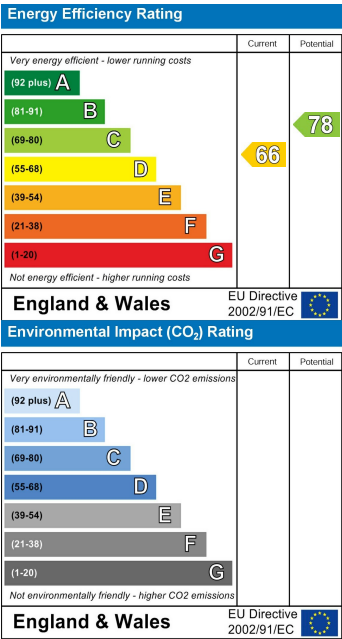 Energy Efficiency Rating
Current Potential
Very energy efficient - lower running costs
(92 plus) A
(81-91) B
(69-80) C
(55-68) D
(39-54) E
(21-38) F
(1-20) G
66
78
Not energy efficient - higher running costs
England & Wales
EU Directive
2002/91/EC
Environmental Impact (CO₂) Rating
Current Potential
Very environmentally friendly - lower CO2 emissions
(92 plus) A
(81-91) B
(69-80) C
(55-68) D
(39-54) E
(21-38) F
(1-20) G
Not environmentally friendly - higher CO2 emissions
England & Wales
EU Directive
2002/91/EC